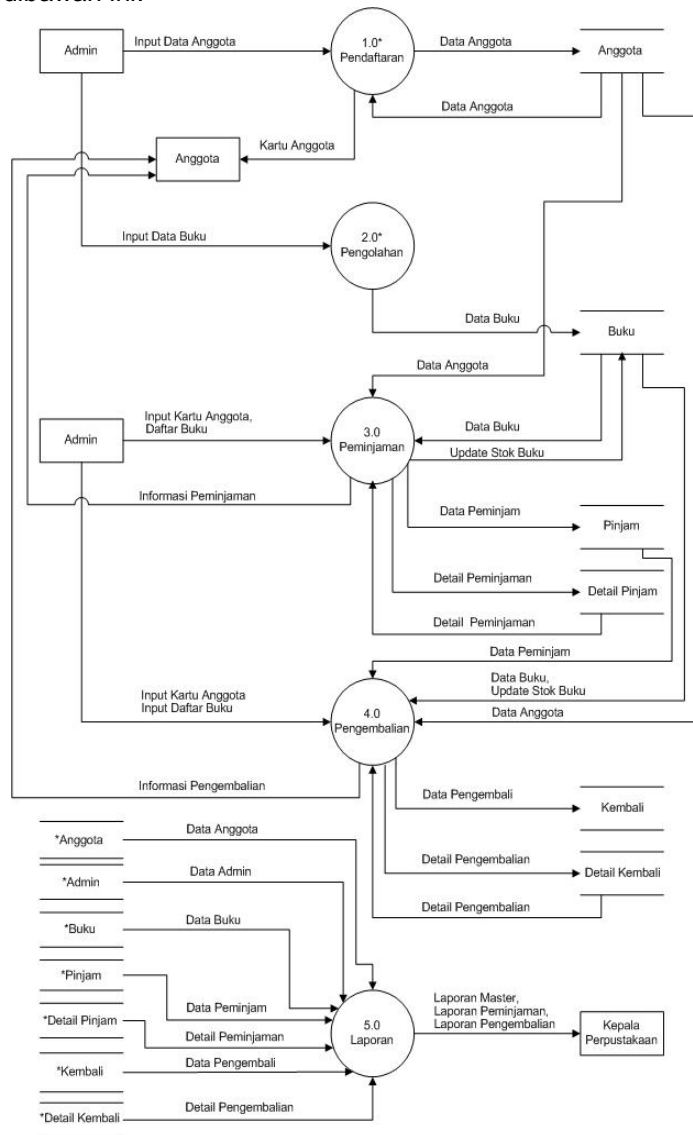 Admin
Input Data Anggota
1.0*
Pendaftaran
Data Anggota
Anggota
Data Anggota
Kartu Anggota
Anggota
Input Data Buku
2.0*
Pengolahan
Data Buku
Buku
Data Anggota
Admin
Input Kartu Anggota,
Daftar Buku
3.0
Peminjaman
Data Buku
Update Stok Buku
Informasi Peminjaman
Data Peminjam
Pinjam
Detail Peminjaman
Detail Pinjam
Detail Peminjaman
Data Peminjam
Data Buku,
Update Stok Buku
Input Kartu Anggota
Input Daftar Buku
4.0
Pengembalian
Data Anggota
Informasi Pengembalian
Data Pengembali
Kembali
Detail Pengembalian
Detail Kembali
Detail Pengembalian
*Anggota
Data Anggota
*Admin
Data Admin
*Buku
Data Buku
*Pinjam
Data Peminjam
*Detail Pinjam
Detail Peminjaman
*Kembali
Data Pengembali
*Detail Kembali
Detail Pengembalian
5.0
Laporan
Laporan Master,
Laporan Peminjaman,
Laporan Pengembalian
Kepala
Perpustakaan